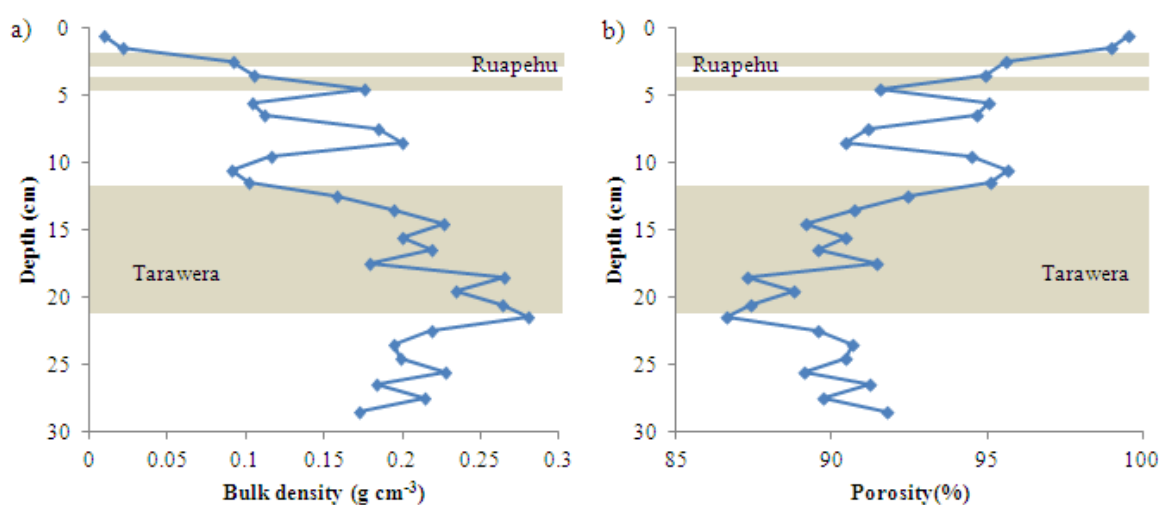 a)
0
5
10
15
20
25
30
Depth (cm)
Ruapehu
Tarawera
0 0.05 0.1 0.15 0.2 0.25 0.3
Bulk density (g cm⁻³)
b)
0
5
10
15
20
25
30
Depth (cm)
Ruapehu
Tarawera
85 90 95 100
Porosity(%)